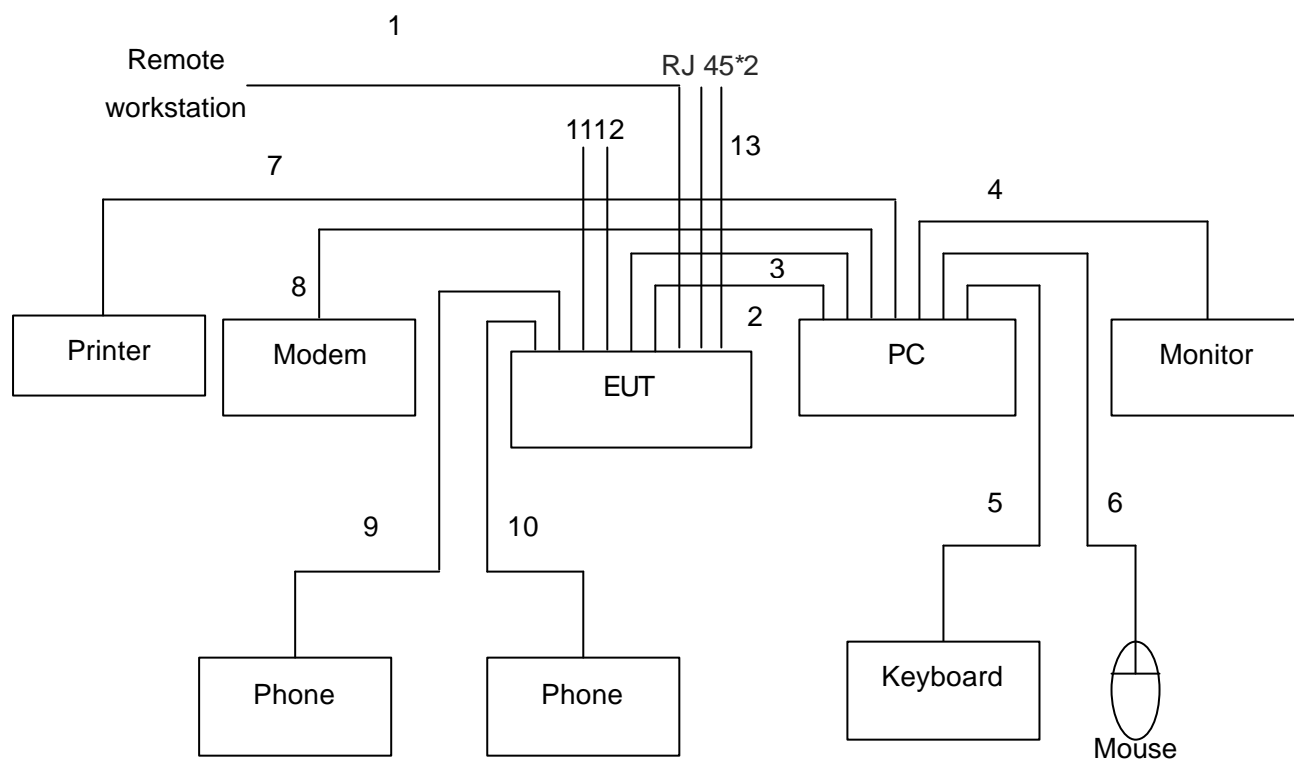 1
Remote
workstation
RJ 45*2
1112
13
7
4
3
8
2
Printer
Modem
EUT
PC
Monitor
9
10
5
6
Phone
Phone
Keyboard
Mouse